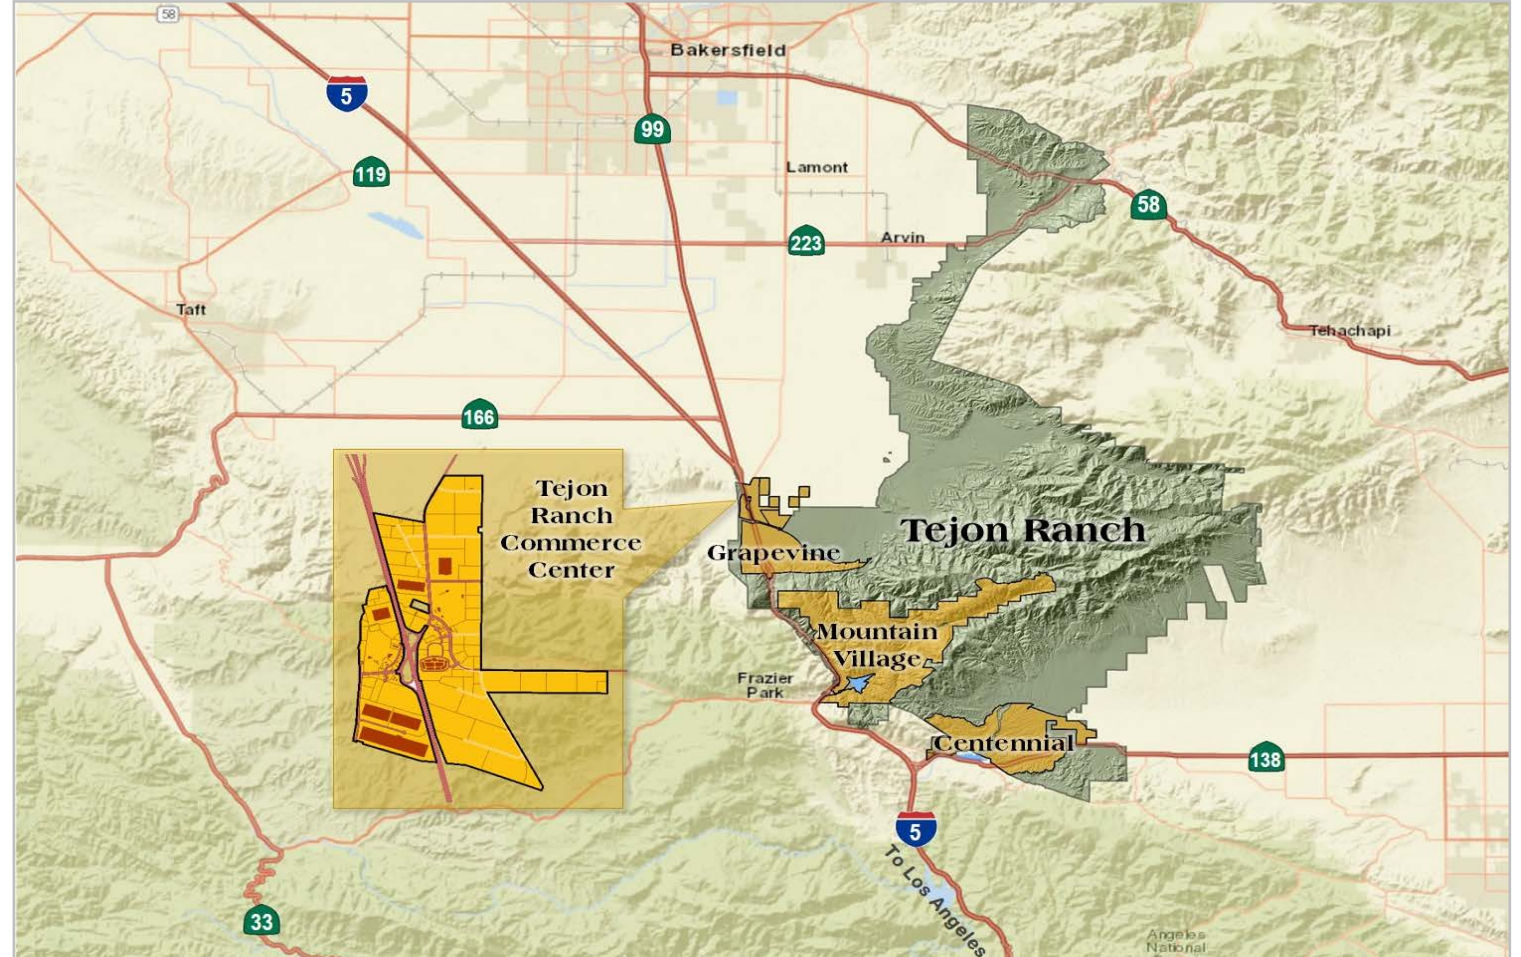 58
Bakersfield
5
99
119
Lamont
58
223
Arvin
Taft
Tehachapi
166
Tejon
Ranch
Commerce
Center
Tejon Ranch
Grapevine
Mountain
Village
Frazier
Park
Centennial
138
5
To Los Angeles
33
Angeles
National